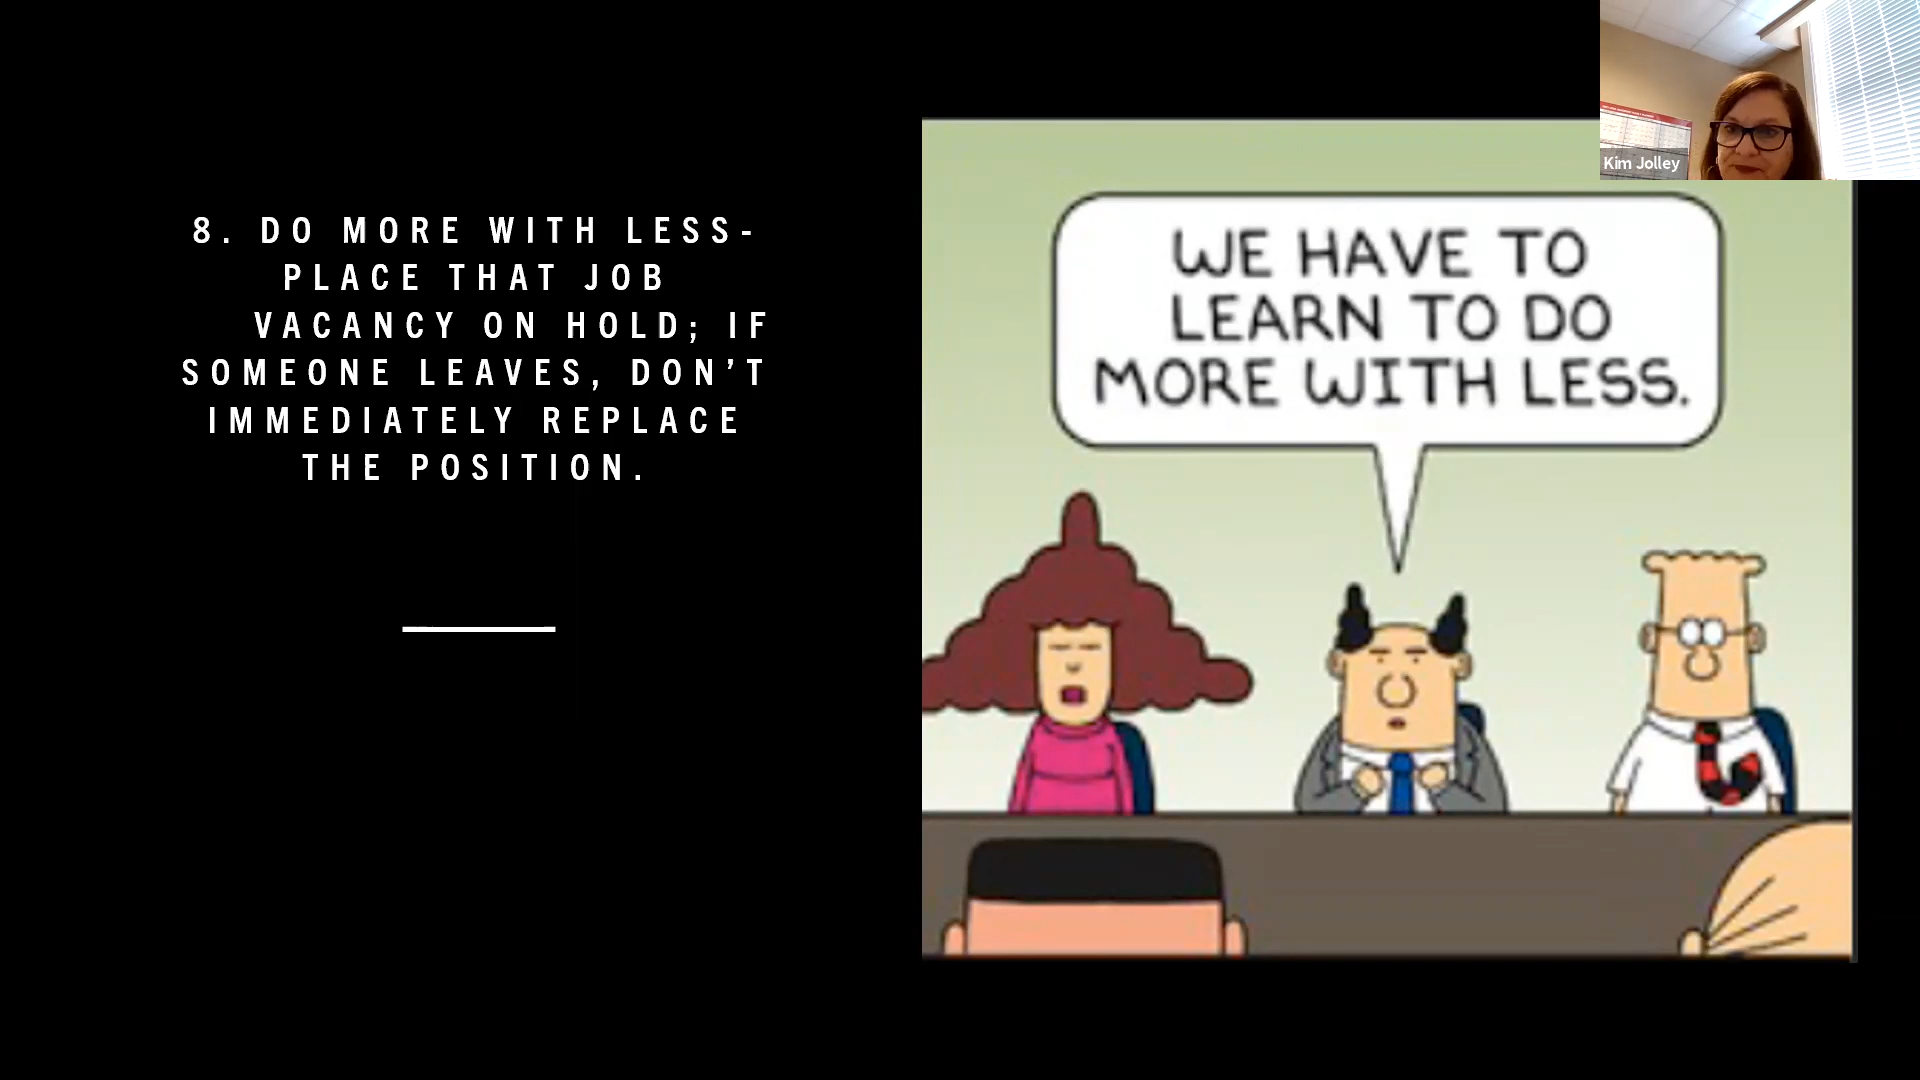 8. DO MORE WITH LESS-
PLACE THAT JOB
VACANCY ON HOLD; IF
SOMEONE LEAVES, DON’T
IMMEDIATELY REPLACE
THE POSITION.
WE HAVE TO
LEARN TO DO
MORE WITH LESS.
Kim Jolley